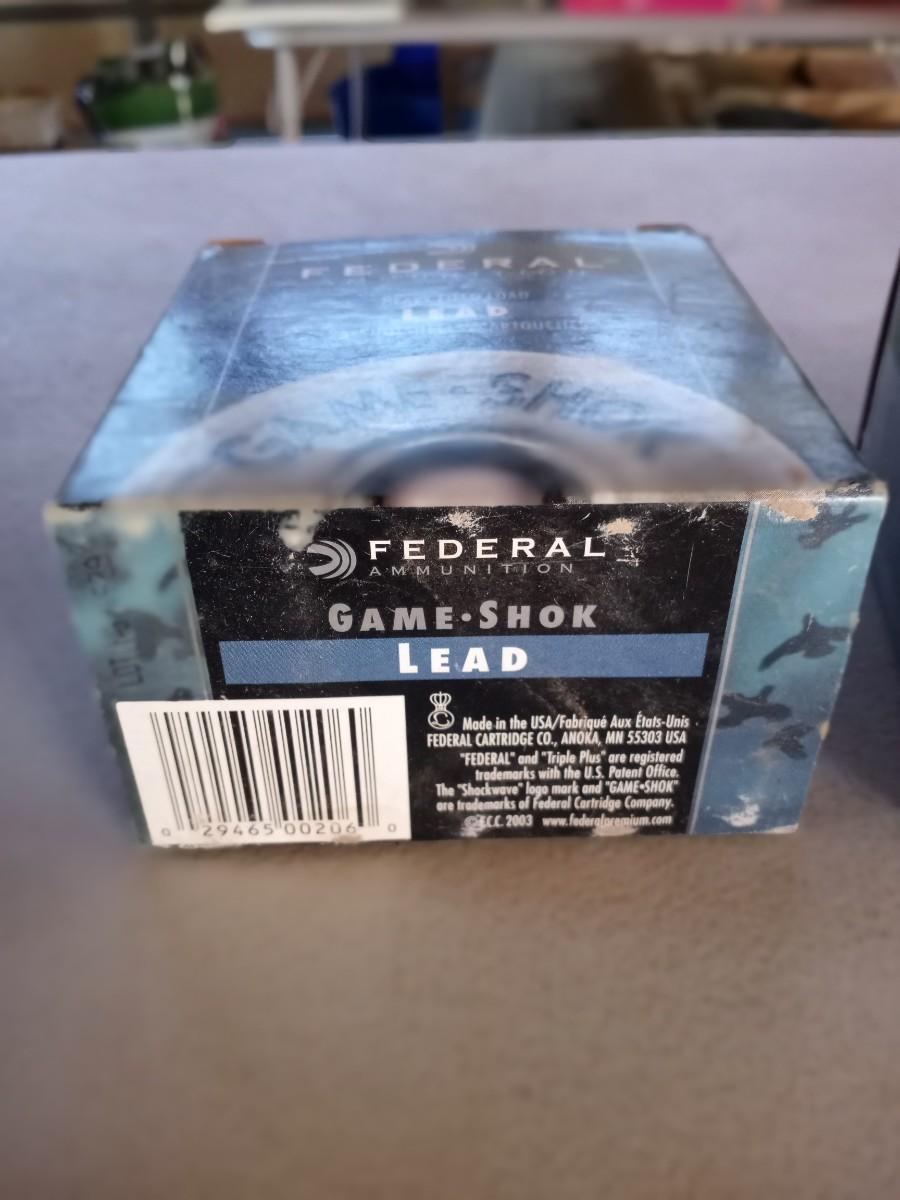 FEDERAL
LEAD
GAME·SHOK
FEDERAL
AMMUNITION
GAME·SHOK
LEAD
Made in the USA/Fabriqué Aux États-Unis
FEDERAL CARTRIDGE CO., ANOKA, MN 55303 USA
"FEDERAL" and "Triple Plus" are registered
trademarks with the U.S. Patent Office.
The "Shockwave" logo mark and "GAME•SHOK"
are trademarks of Federal Cartridge Company.
© F.C.C. 2003 www.federalpremium.com
0 29465 00206 0